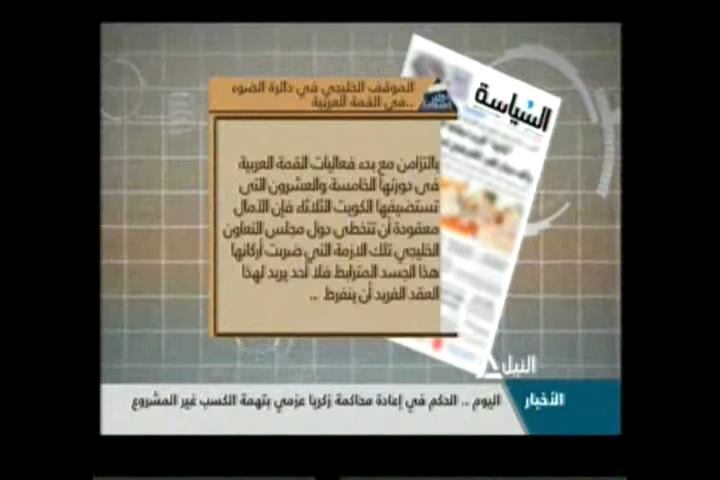 السياسة
الموقف الخليجي في دائرة الضوء
..في القمة العربية
بالتزامن مع بدء فعاليات القمة العربية
فى دورتها الخامسة والعشرون التى
تستضيفها الكويت الثلاثاء فإن الآمال
معقودة أن تتخطى دول مجلس التعاون
الخليجي تلك الازمة التي ضربت أركانها
هذا الجسد المترابط فلا أحد يريد لهذا
العقد الفريد أن ينفرط ..
النيل
الأخبار
اليوم .. الحكم في إعادة محاكمة زكريا عزمي بتهمة الكسب غير المشروع